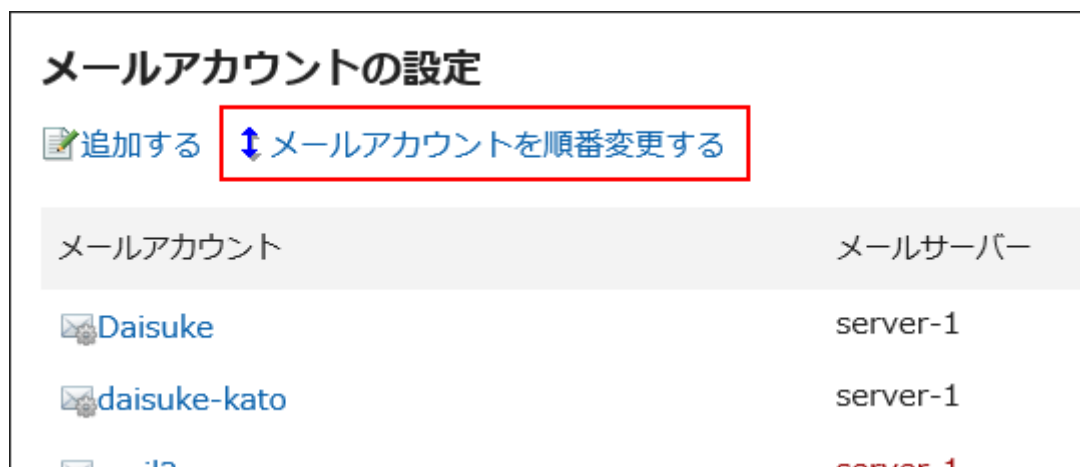 メールアカウントの設定
追加する メールアカウントを順番変更する
メールアカウント メールサーバー
Daisuke server-1
daisuke-kato server-1